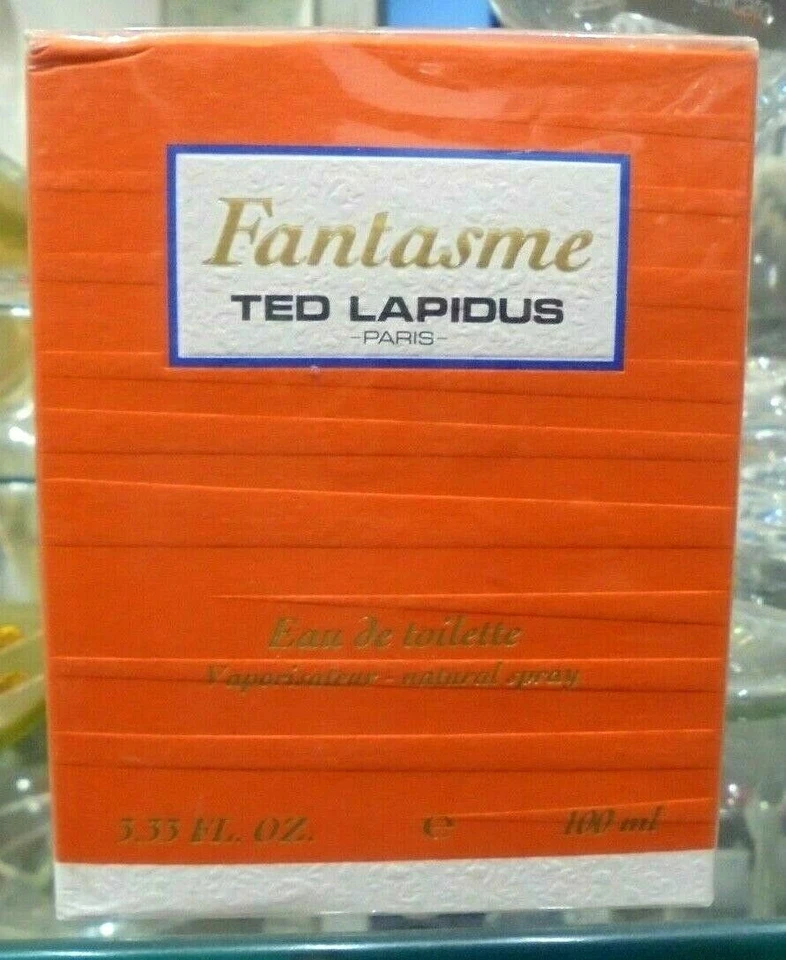 Fantasme
TED LAPIDUS
-PARIS-
Eau de toilette
Vaporisateur - natural spray
3.33 FL. OZ. e 100 ml